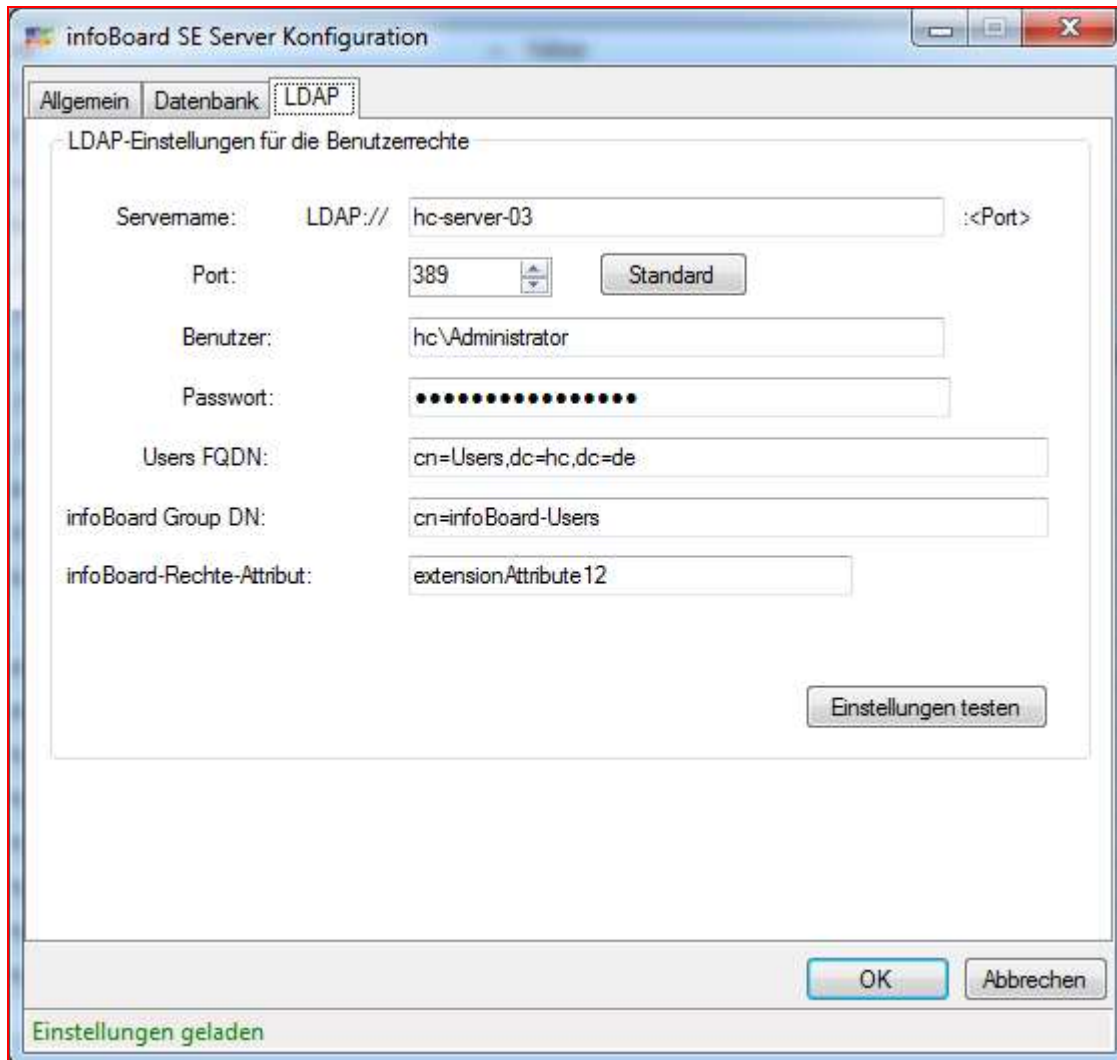 infoBoard SE Server Konfiguration
Allgemein Datenbank LDAP
LDAP-Einstellungen für die Benutzerrechte
Servername: LDAP:// hc-server-03 :<Port>
Port: 389 Standard
Benutzer: hc\Administrator
Passwort: ●●●●●●●●●●●●●●●●
Users FQDN: cn=Users,dc=hc,dc=de
infoBoard Group DN: cn=infoBoard-Users
infoBoard-Rechte-Attribut: extensionAttribute12
Einstellungen testen
OK Abbrechen
Einstellungen geladen